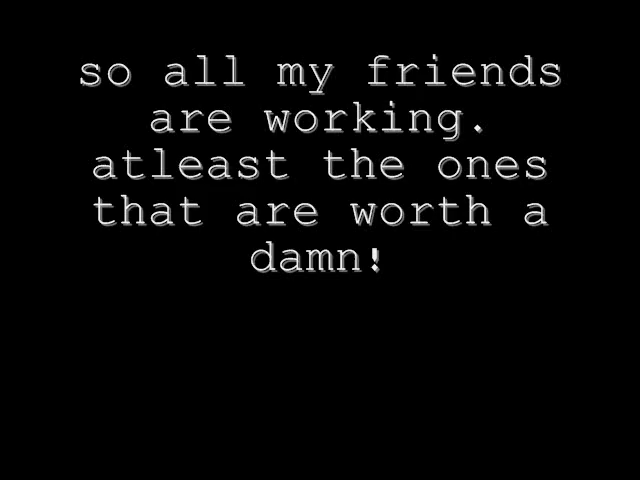 so all my friends
are working.
atleast the ones
that are worth a
damn!